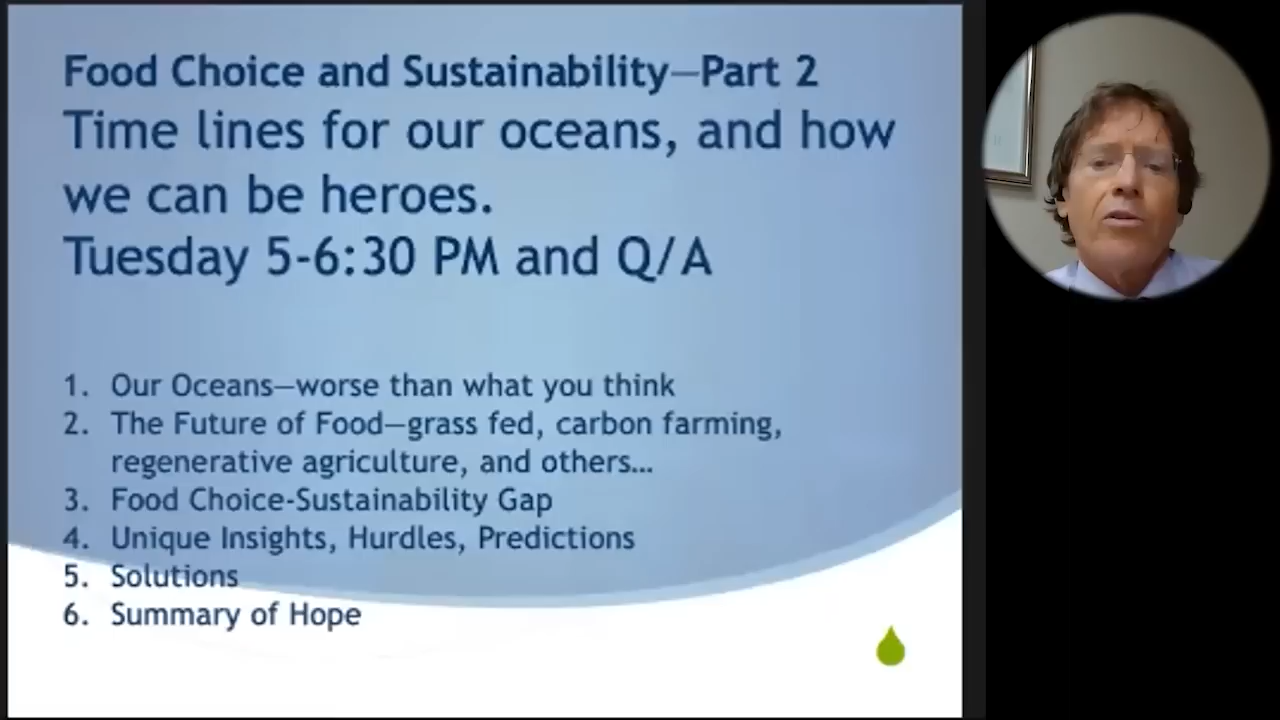 Food Choice and Sustainability—Part 2
Time lines for our oceans, and how
we can be heroes.
Tuesday 5-6:30 PM and Q/A
1. Our Oceans—worse than what you think
2. The Future of Food—grass fed, carbon farming,
regenerative agriculture, and others…
3. Food Choice-Sustainability Gap
4. Unique Insights, Hurdles, Predictions
5. Solutions
6. Summary of Hope